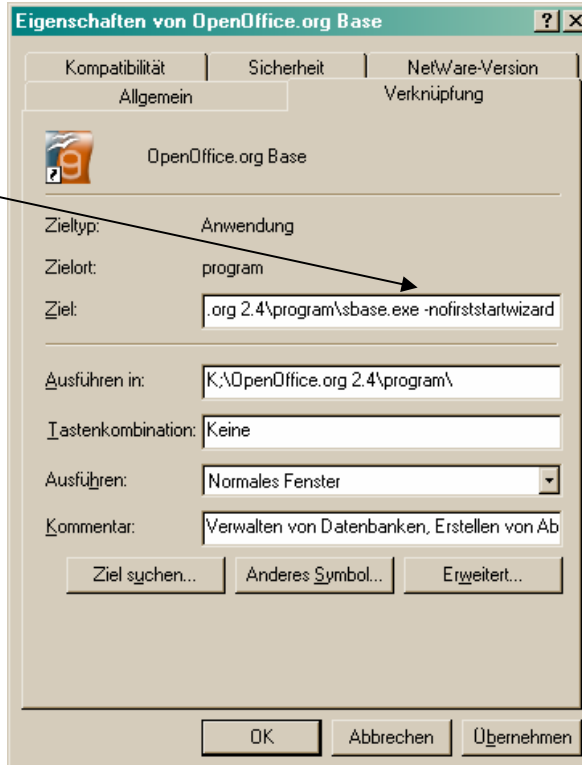 Eigenschaften von OpenOffice.org Base
Kompatibilität Sicherheit NetWare-Version
Allgemein Verknüpfung
OpenOffice.org Base
Zieltyp: Anwendung
Zielort: program
Ziel: .org 2.4\program\sbase.exe -nofirststartwizard
Ausführen in: K;\OpenOffice.org 2.4\program\
Tastenkombination: Keine
Ausführen: Normales Fenster
Kommentar: Verwalten von Datenbanken, Erstellen von Ab
Ziel suchen... Anderes Symbol... Erweitert...
OK Abbrechen Übernehmen